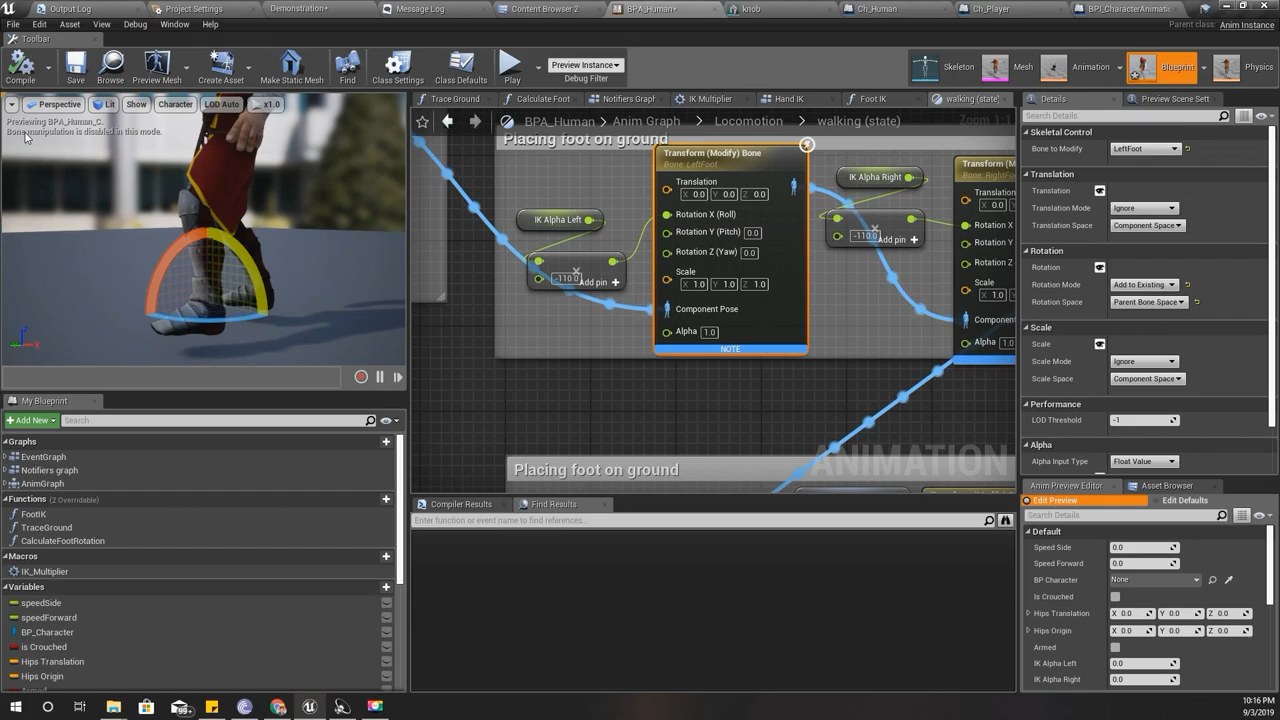 Output Log
Project Settings
Demonstration•
Message Log
Content Browser 2
BPA_Human•
knob
Ch_Human
Ch_Player
BPI_CharacterAnimatic
File Edit Asset View Debug Window Help
Parent class: Anim Instance
Toolbar
Compile
Save
Browse
Preview Mesh
Create Asset
Make Static Mesh
Find
Class Settings
Class Defaults
Play
Preview Instance
Debug Filter
Skeleton
Mesh
Animation
Blueprint
Physics
Perspective Lit Show Character LOD Auto x1.0
Previewing BPA_Human_C.
Bone manipulation is disabled in this mode.
Trace Ground
Calculate Foot
Notifiers Graph
IK Multiplier
Hand IK
Foot IK
walking (state)
BPA_Human > Anim Graph > Locomotion > walking (state)
Zoom 1:1
Placing foot on ground
Transform (Modify) Bone
Bone: LeftFoot
Translation
X 0.0 Y 0.0 Z 0.0
Rotation X (Roll)
Rotation Y (Pitch) 0.0
Rotation Z (Yaw) 0.0
Scale
X 1.0 Y 1.0 Z 1.0
Component Pose
Alpha 1.0
NOTE
IK Alpha Left
-110.0
Add pin +
IK Alpha Right
-110.0
Add pin +
Transform (M
Bone: RightFoot
Translation
X 0.0
Rotation X
Rotation Y
Rotation Z
Scale
X 1.0
Component
Alpha 1.0
Placing foot on ground
ANIMATION
Details
Preview Scene Sett
Search Details
Skeletal Control
Bone to Modify LeftFoot
Translation
Translation
Translation Mode Ignore
Translation Space Component Space
Rotation
Rotation
Rotation Mode Add to Existing
Rotation Space Parent Bone Space
Scale
Scale
Scale Mode Ignore
Scale Space Component Space
Performance
LOD Threshold -1
Alpha
Alpha Input Type Float Value
My Blueprint
+ Add New Search
Graphs
EventGraph
Notifiers graph
AnimGraph
Functions (2 Overridable)
FootIK
TraceGround
CalculateFootRotation
Macros
IK_Multiplier
Variables
speedSide
speedForward
BP_Character
is Crouched
Hips Translation
Hips Origin
Armed
Compiler Results
Find Results
Enter function or event name to find references...
Anim Preview Editor
Asset Browser
Edit Preview
Edit Defaults
Search Details
Default
Speed Side 0.0
Speed Forward 0.0
BP Character None
Is Crouched
Hips Translation X 0.0 Y 0.0 Z 0.0
Hips Origin X 0.0 Y 0.0 Z 0.0
Armed
IK Alpha Left 0.0
IK Alpha Right 0.0
99+
10:16 PM
9/3/2019